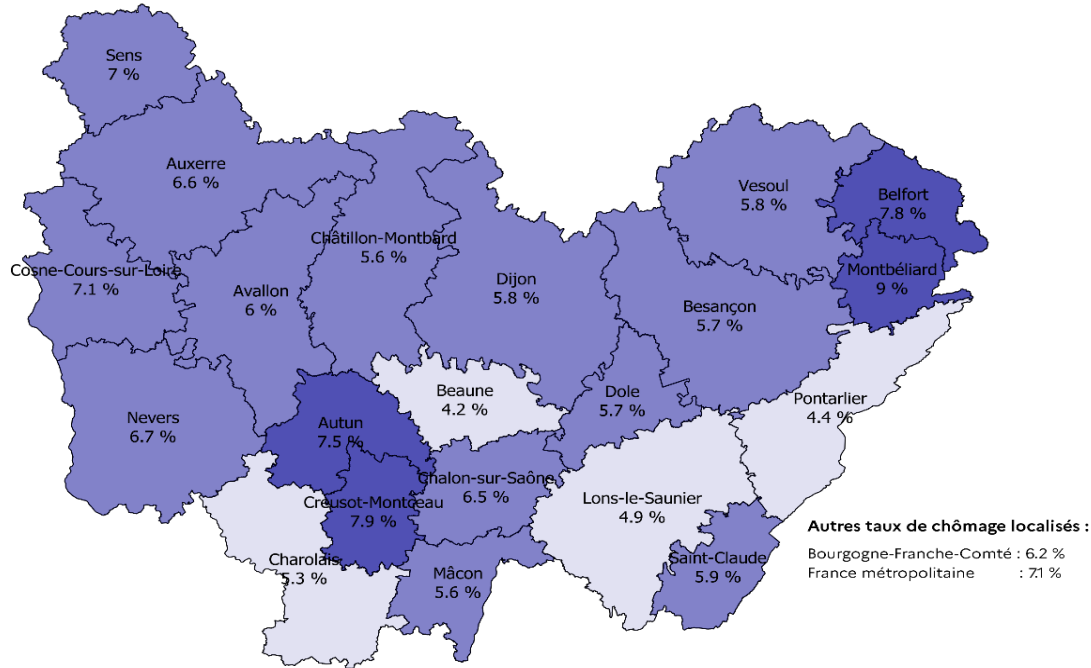 Sens
7 %
Auxerre
6.6 %
Vesoul
5.8 %
Belfort
7.8 %
Châtillon-Montbard
5.6 %
Cosne-Cours-sur-Loire
7.1 %
Avallon
6 %
Dijon
5.8 %
Montbéliard
9 %
Besançon
5.7 %
Beaune
4.2 %
Dole
5.7 %
Pontarlier
4.4 %
Nevers
6.7 %
Autun
7.5 %
Chalon-sur-Saône
6.5 %
Creusot-Montceau
7.9 %
Lons-le-Saunier
4.9 %
Charolais
5.3 %
Mâcon
5.6 %
Saint-Claude
5.9 %
Autres taux de chômage localisés :
Bourgogne-Franche-Comté : 6.2 %
France métropolitaine : 7.1 %